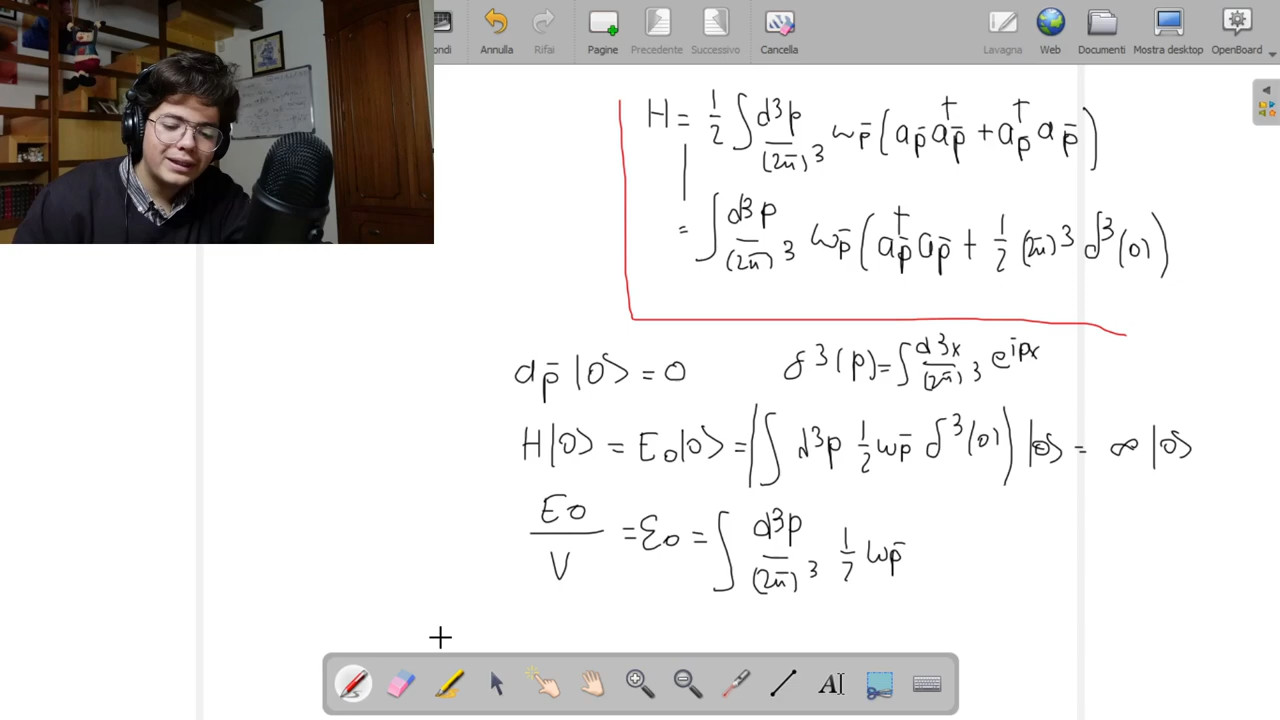 ondi Annulla Rifai Pagine Precedente Successivo Cancella Lavagna Web Documenti Mostra desktop OpenBoard
H = 1/2 ∫ d³p/(2π)³ ω_p̄ (a_p̄ a_p̄† + a_p̄† a_p̄)
= ∫ d³p/(2π)³ ω_p̄ (a_p̄† a_p̄ + 1/2 (2π)³ δ³(0))
a_p̄ |0> = 0
δ³(p) = ∫ d³x/(2π)³ e^{ipx}
H|0> = E₀|0> = (∫ d³p 1/2 ω_p̄ δ³(0)) |0> = ∞ |0>
E₀/V = ℰ₀ = ∫ d³p/(2π)³ 1/2 ω_p̄